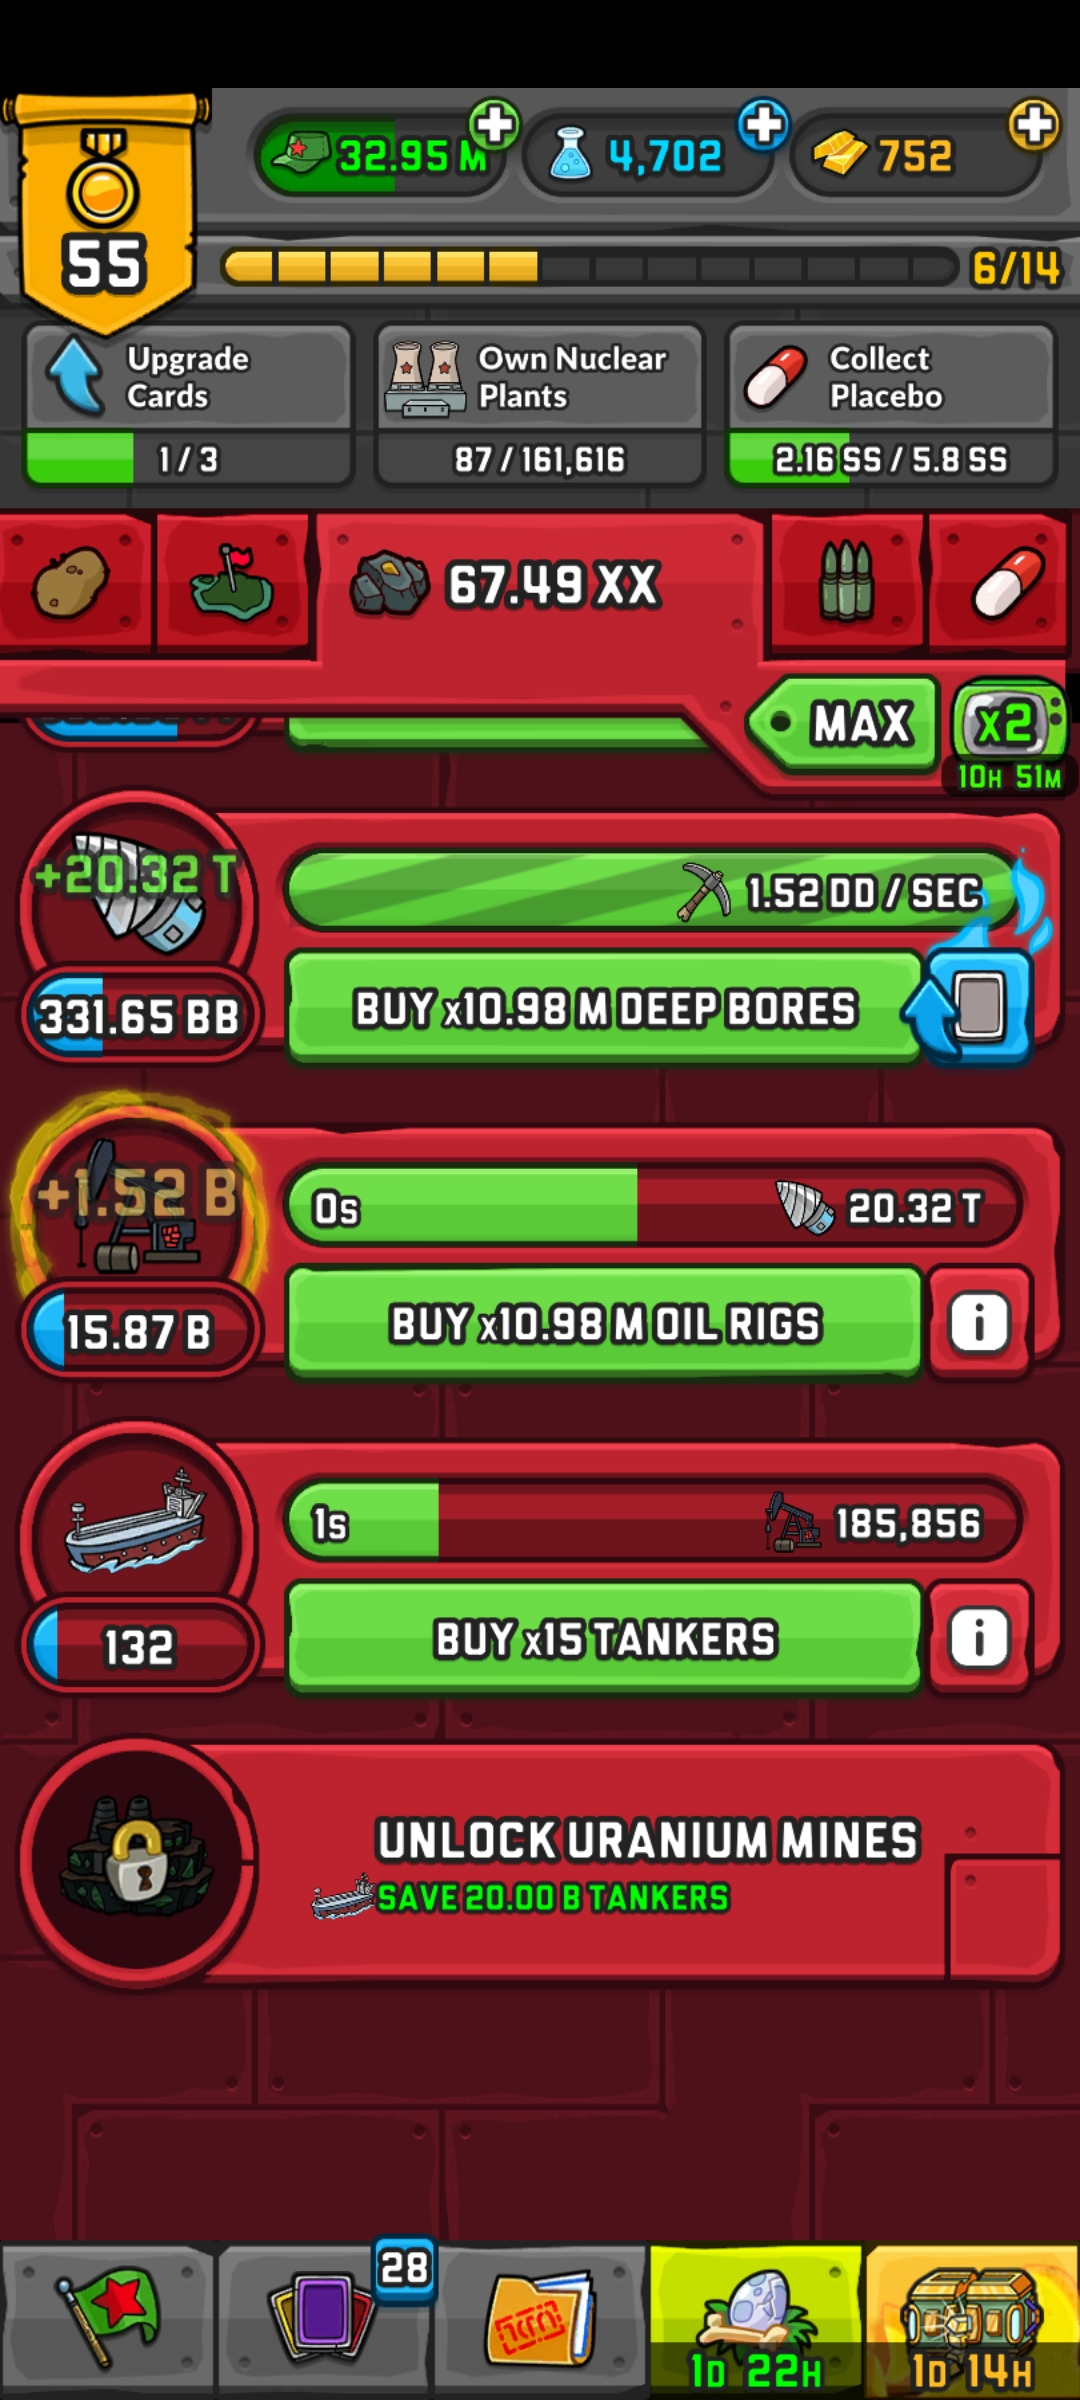 32.95 M
4,702
752
55
6/14
Upgrade
Cards
1 / 3
Own Nuclear
Plants
87 / 161,616
Collect
Placebo
2.16 SS / 5.8 SS
67.49 XX
MAX
x2
10H 51M
+20.32 T
1.52 DD / SEC
331.65 BB
BUY x10.98 M DEEP BORES
+1.52 B
0s
20.32 T
15.87 B
BUY x10.98 M OIL RIGS
i
1s
185,856
132
BUY x15 TANKERS
i
UNLOCK URANIUM MINES
SAVE 20.00 B TANKERS
28
1D 22H
1D 14H